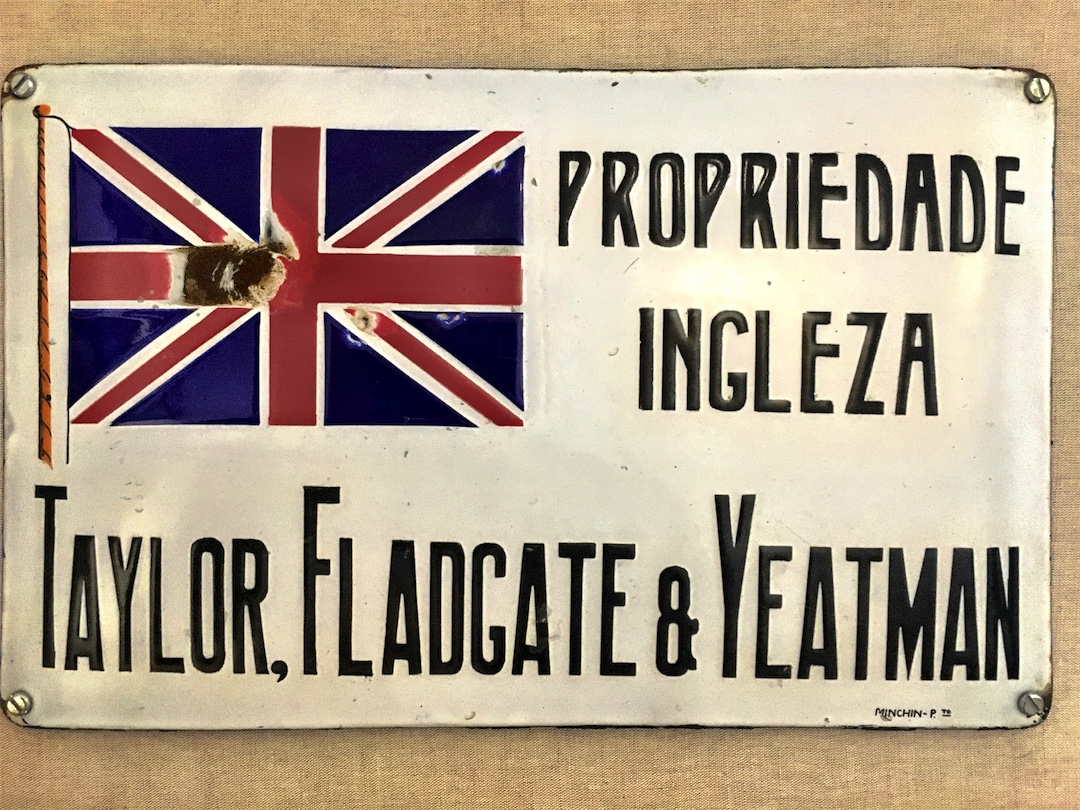 PROPRIEDADE
INGLEZA
TAYLOR, FLADGATE & YEATMAN
MINCHIN-P. TO